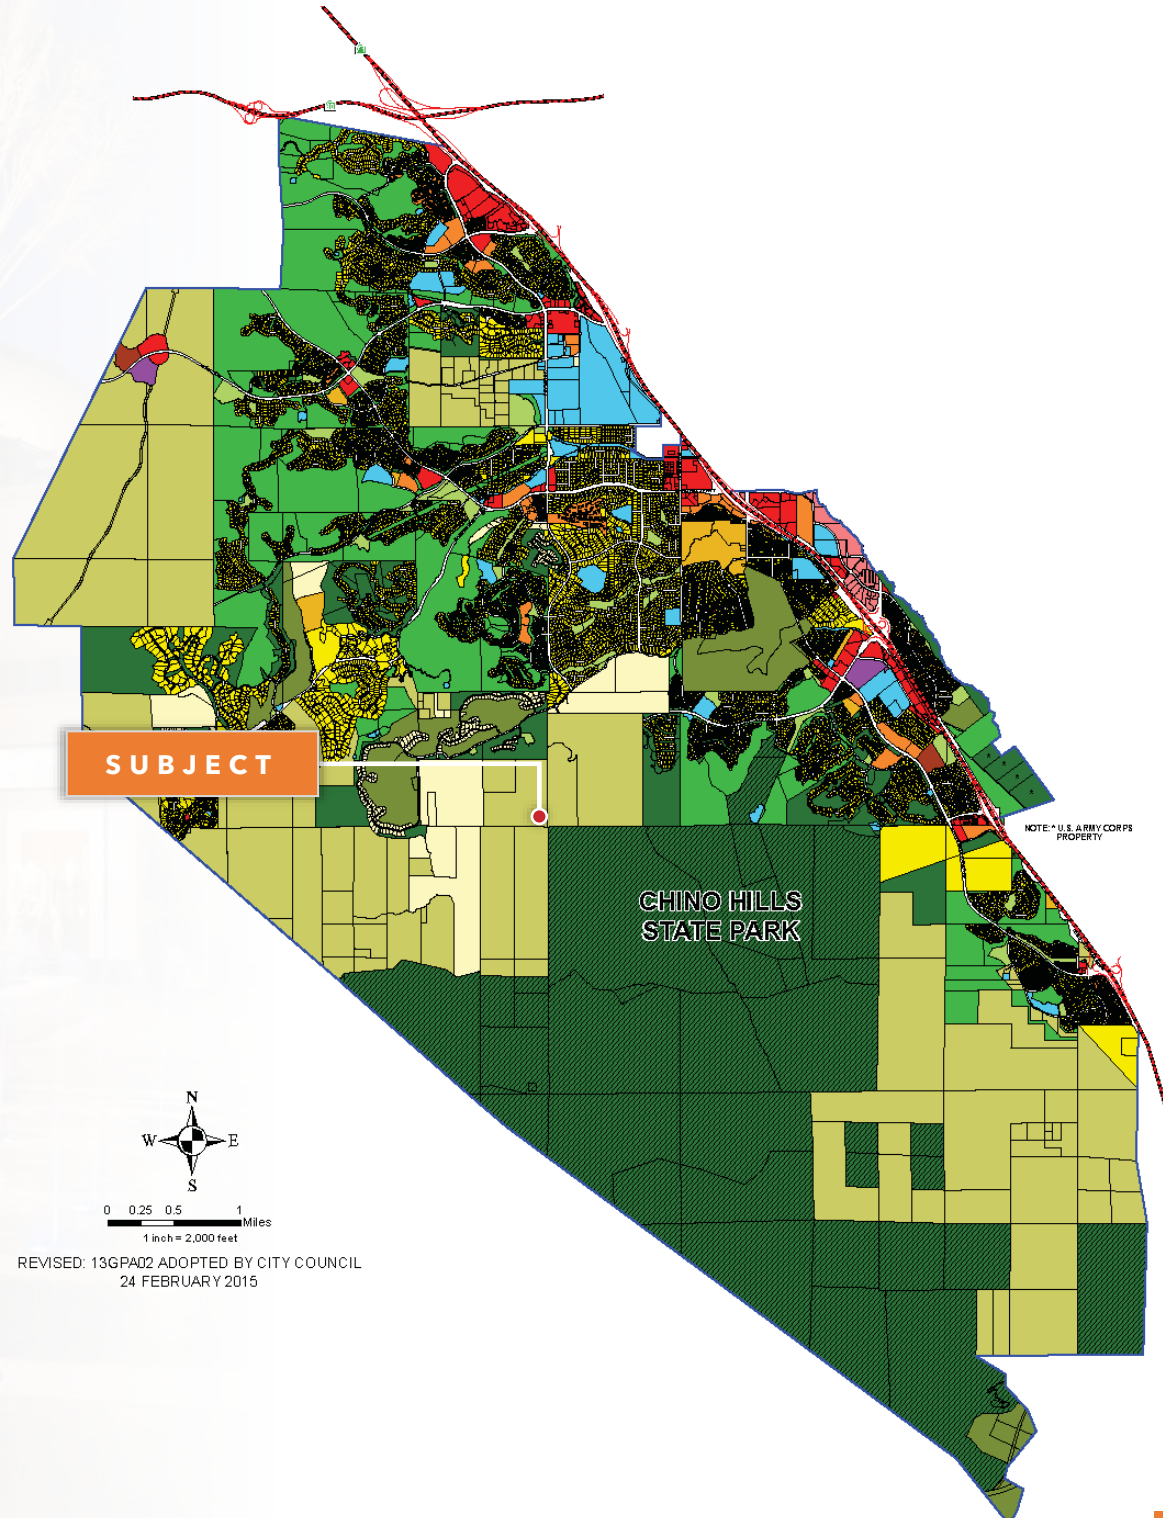 SUBJECT
NOTE: * U.S. ARMY CORPS
PROPERTY
CHINO HILLS
STATE PARK
N
W
E
S
0 0.25 0.5 1
Miles
1 inch = 2,000 feet
REVISED: 13GPA02 ADOPTED BY CITY COUNCIL
24 FEBRUARY 2015